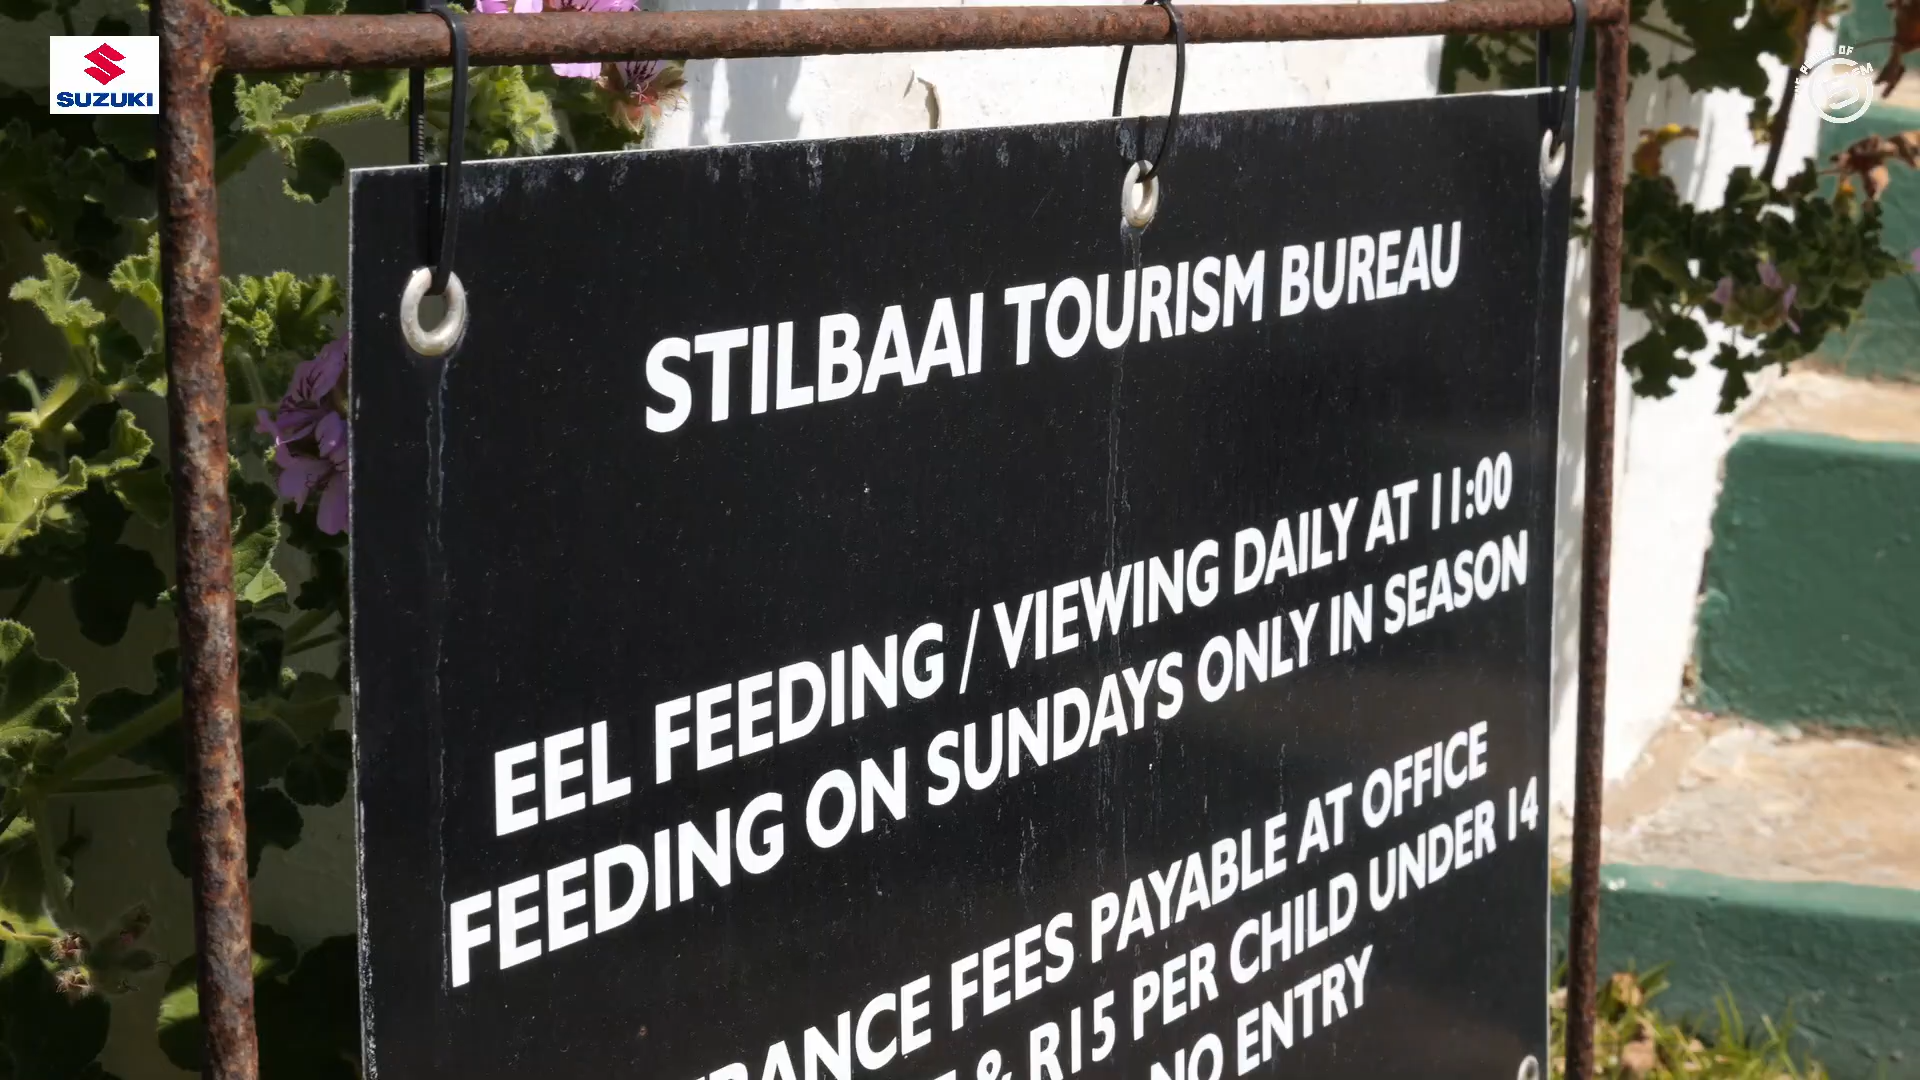 SUZUKI
STILBAAI TOURISM BUREAU
EEL FEEDING / VIEWING DAILY AT 11:00
FEEDING ON SUNDAYS ONLY IN SEASON
FEES PAYABLE AT OFFICE
& R15 PER CHILD UNDER 14
NO ENTRY